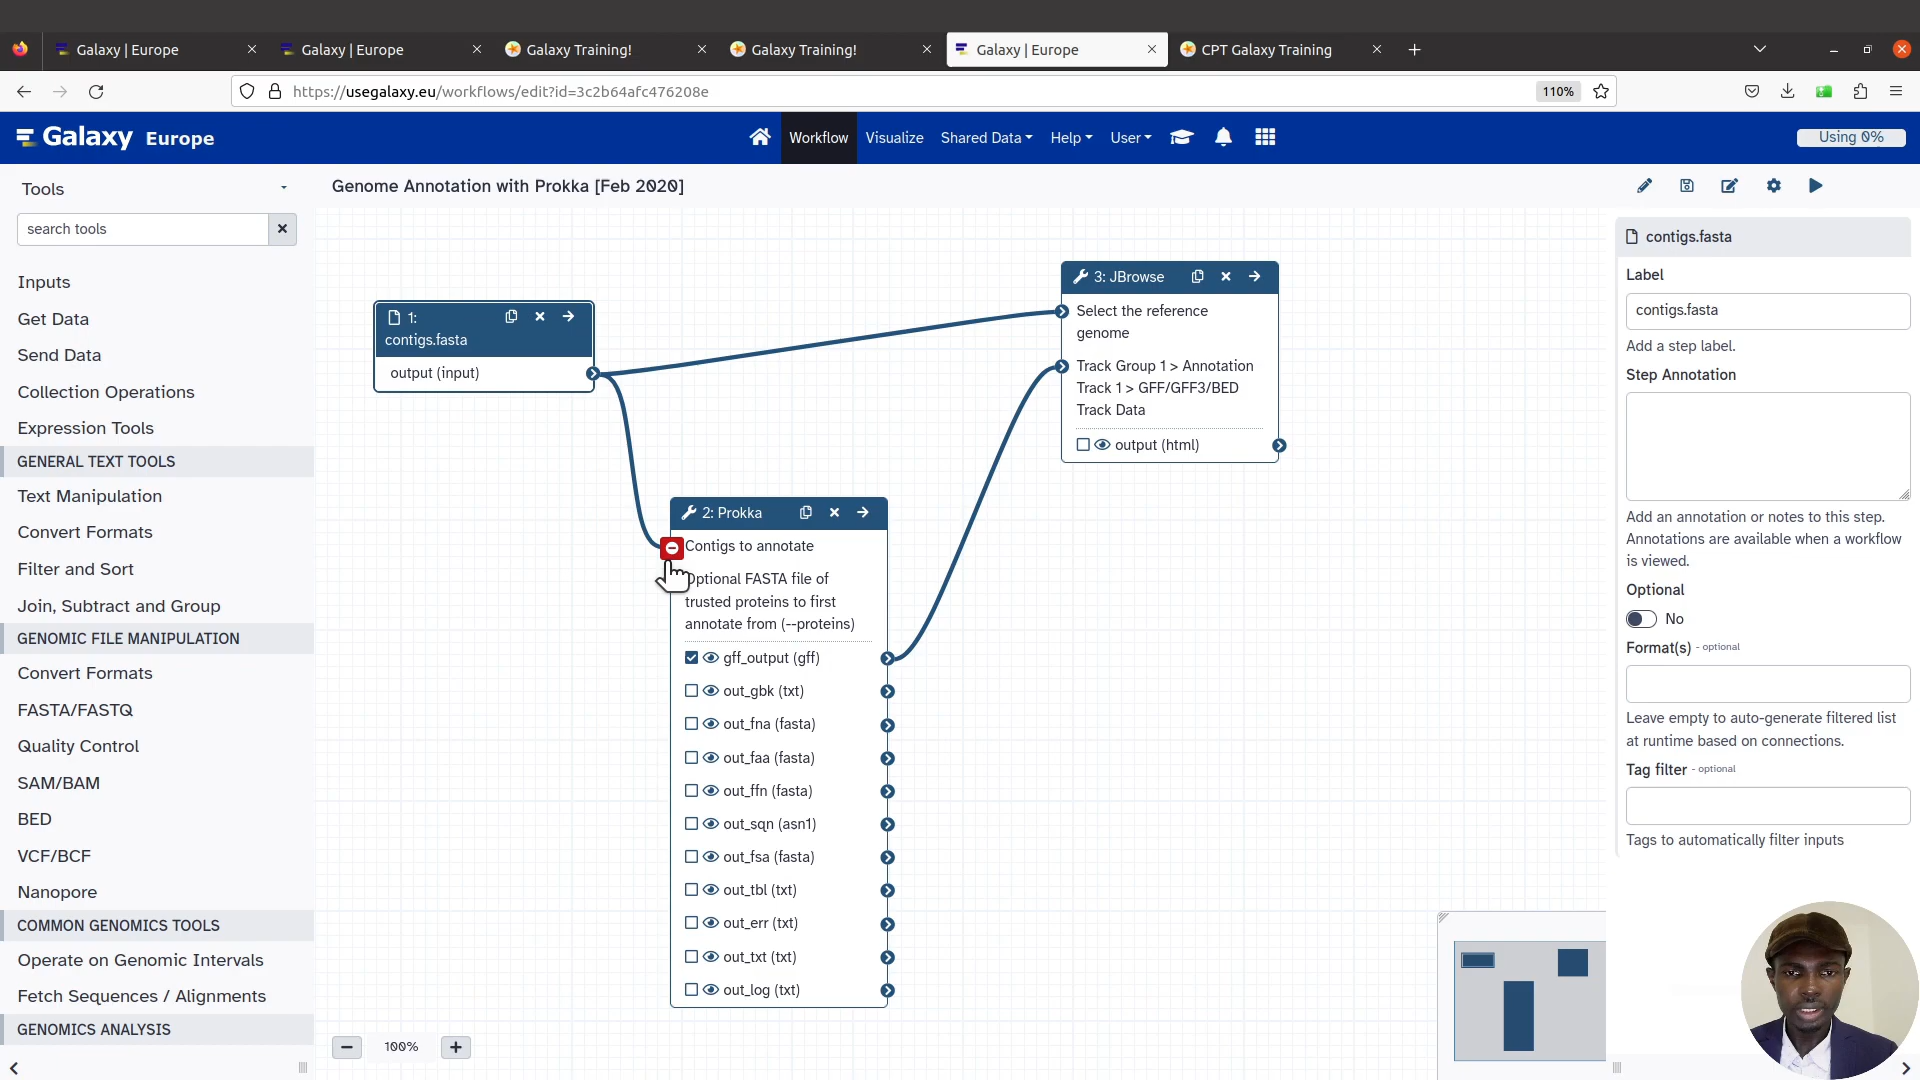 Galaxy | Europe
Galaxy | Europe
Galaxy Training!
Galaxy Training!
Galaxy | Europe
CPT Galaxy Training
https://usegalaxy.eu/workflows/edit?id=3c2b64afc476208e
110%
Galaxy Europe
Workflow
Visualize
Shared Data
Help
User
Using 0%
Tools
Genome Annotation with Prokka [Feb 2020]
search tools
Inputs
Get Data
Send Data
Collection Operations
Expression Tools
GENERAL TEXT TOOLS
Text Manipulation
Convert Formats
Filter and Sort
Join, Subtract and Group
GENOMIC FILE MANIPULATION
Convert Formats
FASTA/FASTQ
Quality Control
SAM/BAM
BED
VCF/BCF
Nanopore
COMMON GENOMICS TOOLS
Operate on Genomic Intervals
Fetch Sequences / Alignments
GENOMICS ANALYSIS
1:
contigs.fasta
output (input)
2: Prokka
Contigs to annotate
Optional FASTA file of
trusted proteins to first
annotate from (--proteins)
gff_output (gff)
out_gbk (txt)
out_fna (fasta)
out_faa (fasta)
out_ffn (fasta)
out_sqn (asn1)
out_fsa (fasta)
out_tbl (txt)
out_err (txt)
out_txt (txt)
out_log (txt)
3: JBrowse
Select the reference
genome
Track Group 1 > Annotation
Track 1 > GFF/GFF3/BED
Track Data
output (html)
100%
contigs.fasta
Label
contigs.fasta
Add a step label.
Step Annotation
Add an annotation or notes to this step.
Annotations are available when a workflow
is viewed.
Optional
No
Format(s) - optional
Leave empty to auto-generate filtered list
at runtime based on connections.
Tag filter - optional
Tags to automatically filter inputs